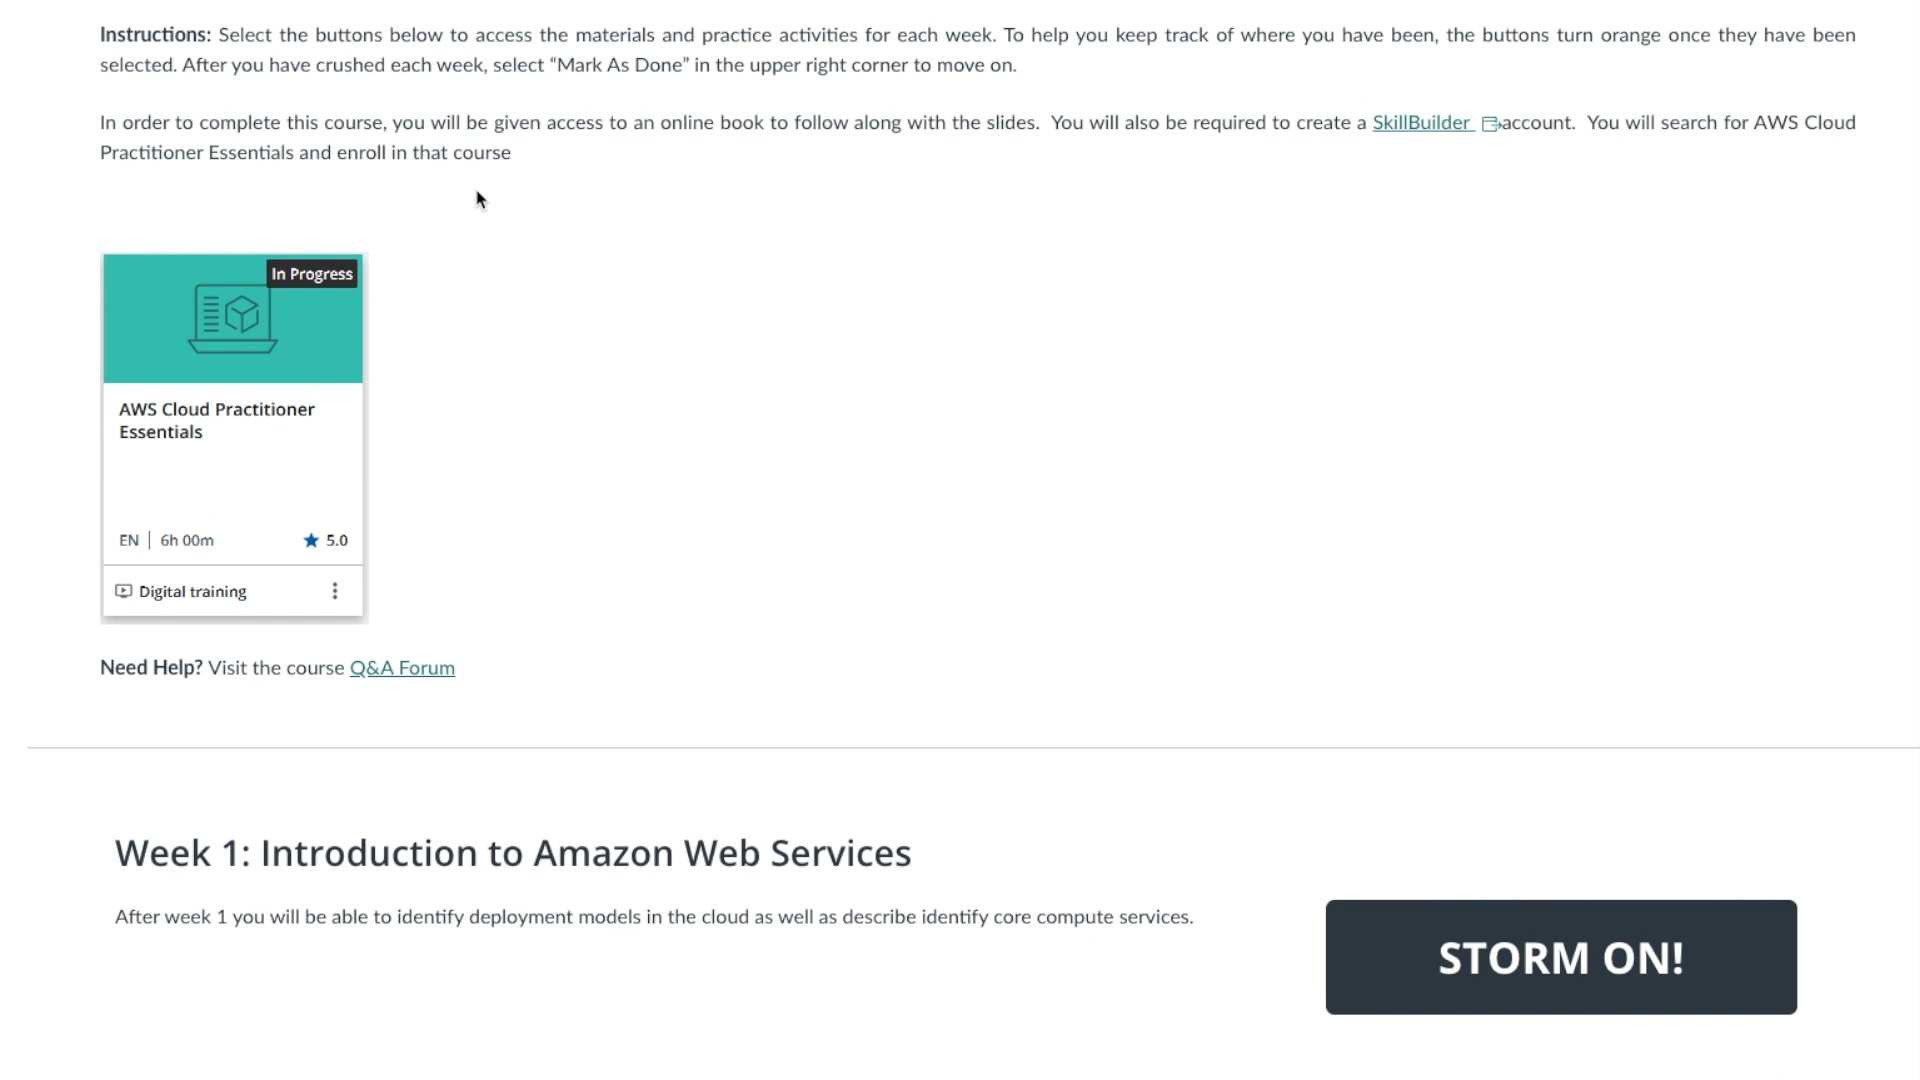 Instructions: Select the buttons below to access the materials and practice activities for each week. To help you keep track of where you have been, the buttons turn orange once they have been
selected. After you have crushed each week, select “Mark As Done” in the upper right corner to move on.
In order to complete this course, you will be given access to an online book to follow along with the slides. You will also be required to create a SkillBuilder account. You will search for AWS Cloud
Practitioner Essentials and enroll in that course
In Progress
AWS Cloud Practitioner
Essentials
EN | 6h 00m ★ 5.0
Digital training
Need Help? Visit the course Q&A Forum
Week 1: Introduction to Amazon Web Services
After week 1 you will be able to identify deployment models in the cloud as well as describe identify core compute services.
STORM ON!